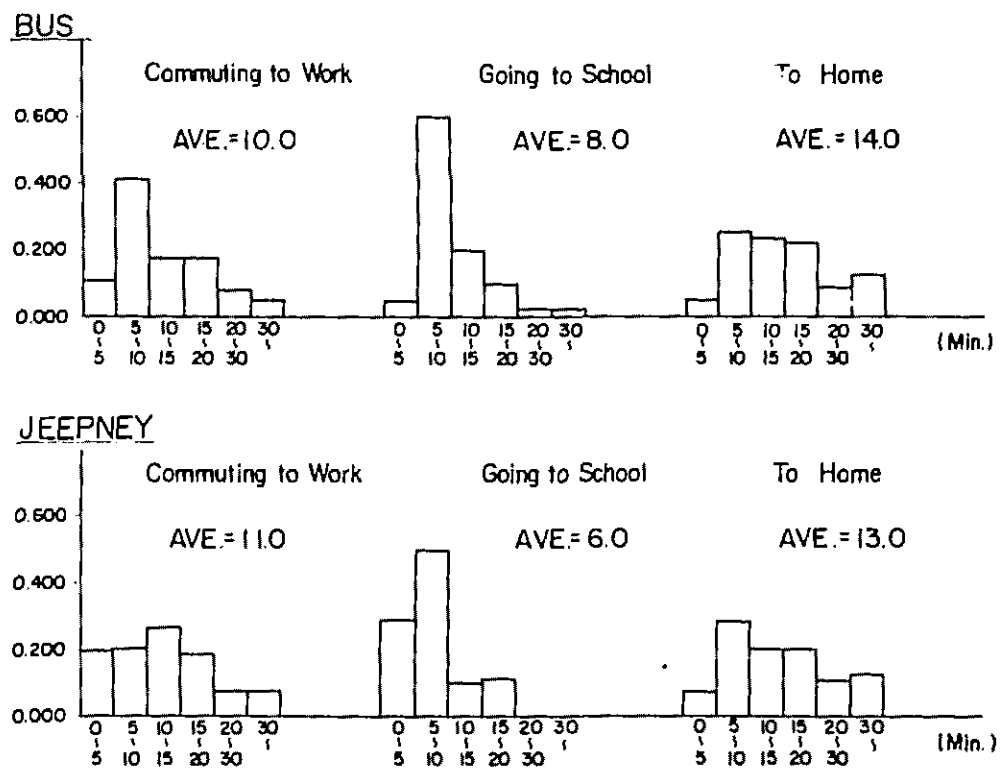 BUS
Commuting to Work Going to School To Home
0.600
AVE.=10.0 AVE.=8.0 AVE.=14.0
0.400
0.200
0.000
0 5 10 15 20 30 0 5 10 15 20 30 0 5 10 15 20 30
~ ~ ~ ~ ~ ~ ~ ~ ~ ~ ~ ~ ~ ~ ~ ~ ~ ~ (Min.)
5 10 15 20 30 5 10 15 20 30 5 10 15 20 30
JEEPNEY
Commuting to Work Going to School To Home
0.600
AVE.=11.0 AVE.=6.0 AVE.=13.0
0.400
0.200
0.000
0 5 10 15 20 30 0 5 10 15 20 30 0 5 10 15 20 30
~ ~ ~ ~ ~ ~ ~ ~ ~ ~ ~ ~ ~ ~ ~ ~ ~ ~ (Min.)
5 10 15 20 30 5 10 15 20 30 5 10 15 20 30